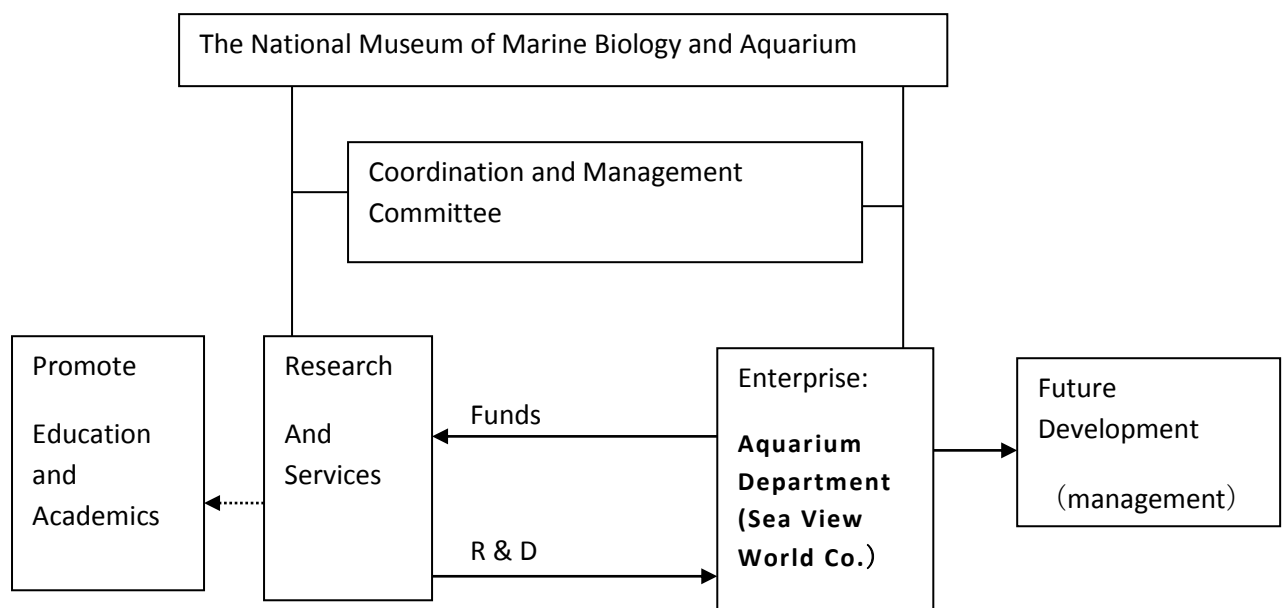 The National Museum of Marine Biology and Aquarium
Coordination and Management
Committee
Promote
Education
and
Academics
Research
And
Services
Funds
R & D
Enterprise:
Aquarium
Department
(Sea View
World Co.）
Future
Development
（management）